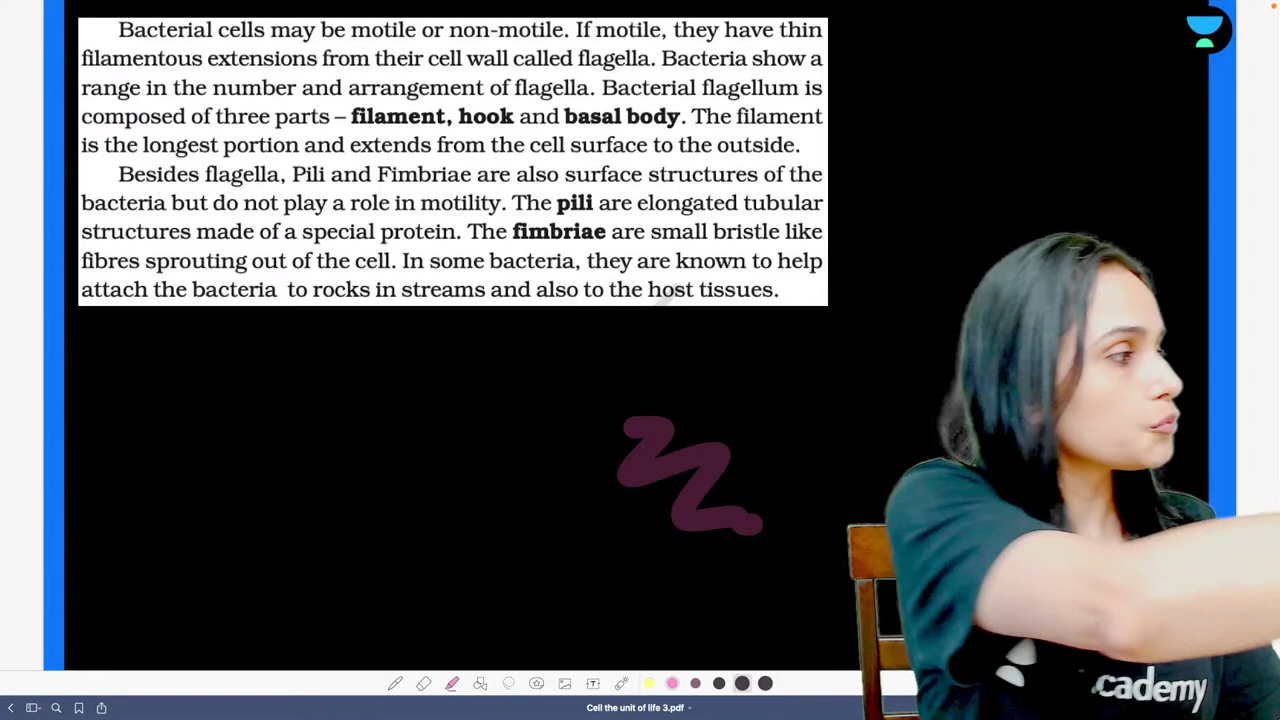 Bacterial cells may be motile or non-motile. If motile, they have thin
filamentous extensions from their cell wall called flagella. Bacteria show a
range in the number and arrangement of flagella. Bacterial flagellum is
composed of three parts – filament, hook and basal body. The filament
is the longest portion and extends from the cell surface to the outside.
Besides flagella, Pili and Fimbriae are also surface structures of the
bacteria but do not play a role in motility. The pili are elongated tubular
structures made of a special protein. The fimbriae are small bristle like
fibres sprouting out of the cell. In some bacteria, they are known to help
attach the bacteria to rocks in streams and also to the host tissues.
cademy
Cell the unit of life 3.pdf